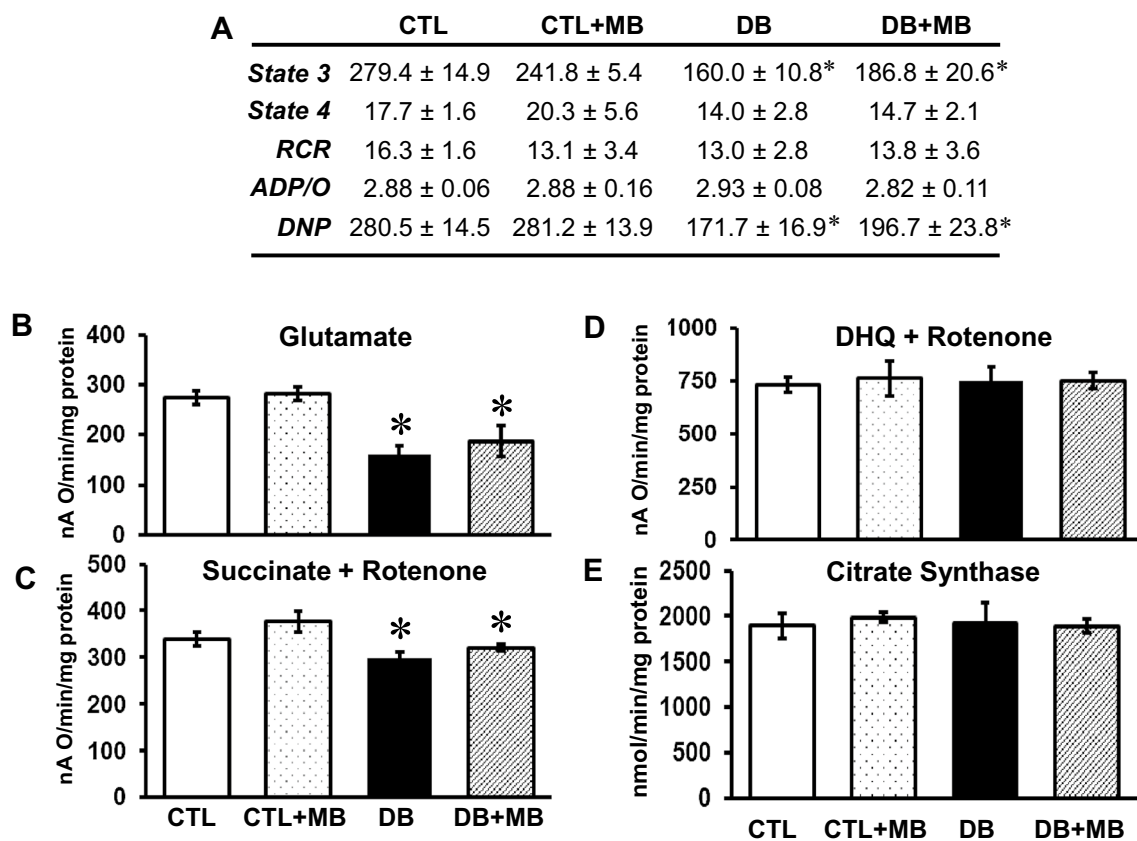 A
CTL CTL+MB DB DB+MB
State 3 279.4 ± 14.9 241.8 ± 5.4 160.0 ± 10.8* 186.8 ± 20.6*
State 4 17.7 ± 1.6 20.3 ± 5.6 14.0 ± 2.8 14.7 ± 2.1
RCR 16.3 ± 1.6 13.1 ± 3.4 13.0 ± 2.8 13.8 ± 3.6
ADP/O 2.88 ± 0.06 2.88 ± 0.16 2.93 ± 0.08 2.82 ± 0.11
DNP 280.5 ± 14.5 281.2 ± 13.9 171.7 ± 16.9* 196.7 ± 23.8*
B
Glutamate
nA O/min/mg protein
400
300
200
100
0
* *
C
Succinate + Rotenone
nA O/min/mg protein
500
400
300
200
100
0
* *
CTL CTL+MB DB DB+MB
D
DHQ + Rotenone
nA O/min/mg protein
1000
750
500
250
0
E
Citrate Synthase
nmol/min/mg protein
2500
2000
1500
1000
500
0
CTL CTL+MB DB DB+MB